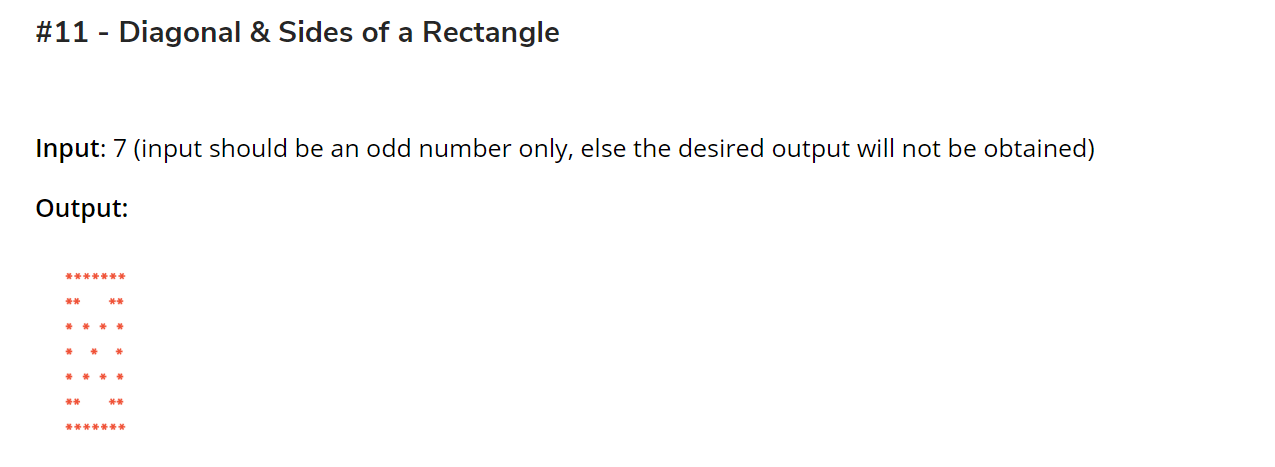 #11 - Diagonal & Sides of a Rectangle
Input: 7 (input should be an odd number only, else the desired output will not be obtained)
Output:
*******
**   **
* * * *
*  *  *
* * * *
**   **
*******